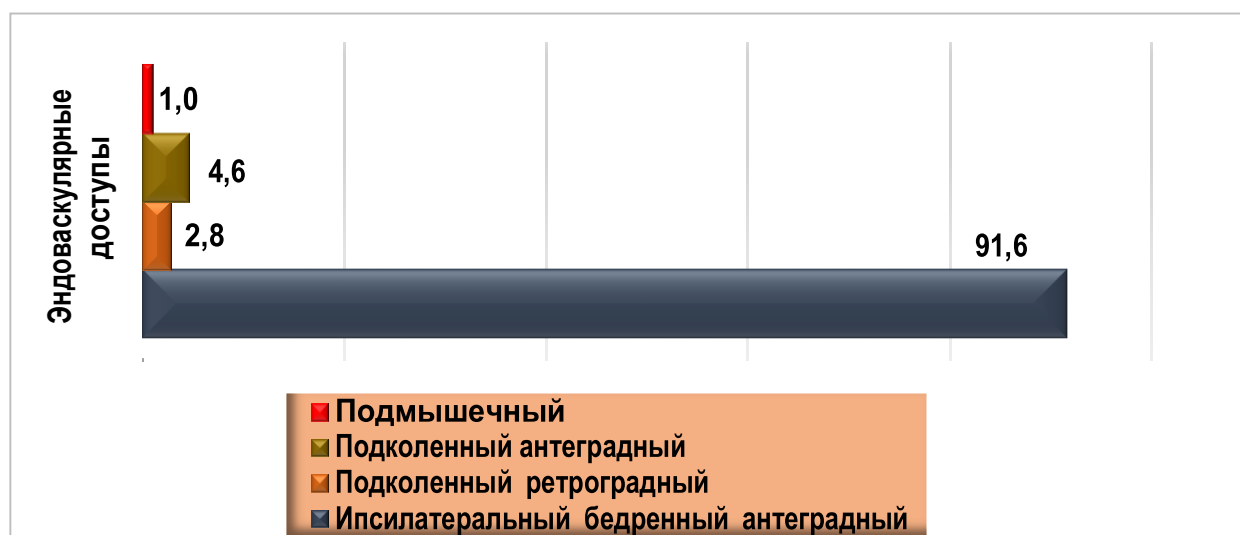 Эндоваскулярные
доступы
1,0
4,6
2,8
91,6
Подмышечный
Подколенный антеградный
Подколенный ретроградный
Ипсилатеральный бедренный антеградный